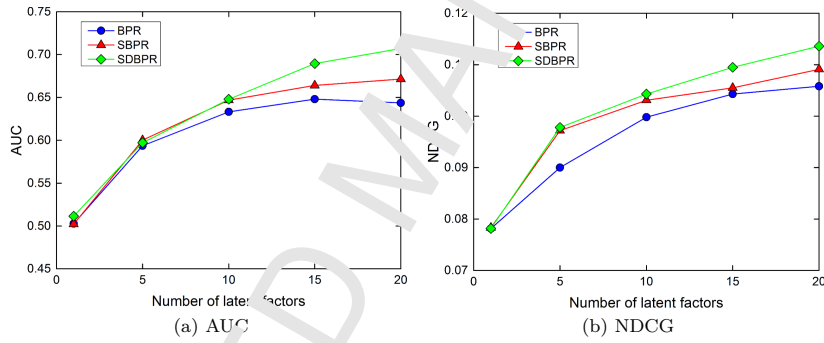 0.75
0.70
0.65
0.60
0.55
0.50
0.45
AUC
BPR
SBPR
SDBPR
0 5 10 15 20
Number of
(a) AUC
0.12
0.09
0.08
0.07
BPR
SBPR
SDBPR
0 5 10 15 20
Number of latent factors
(b) NDCG